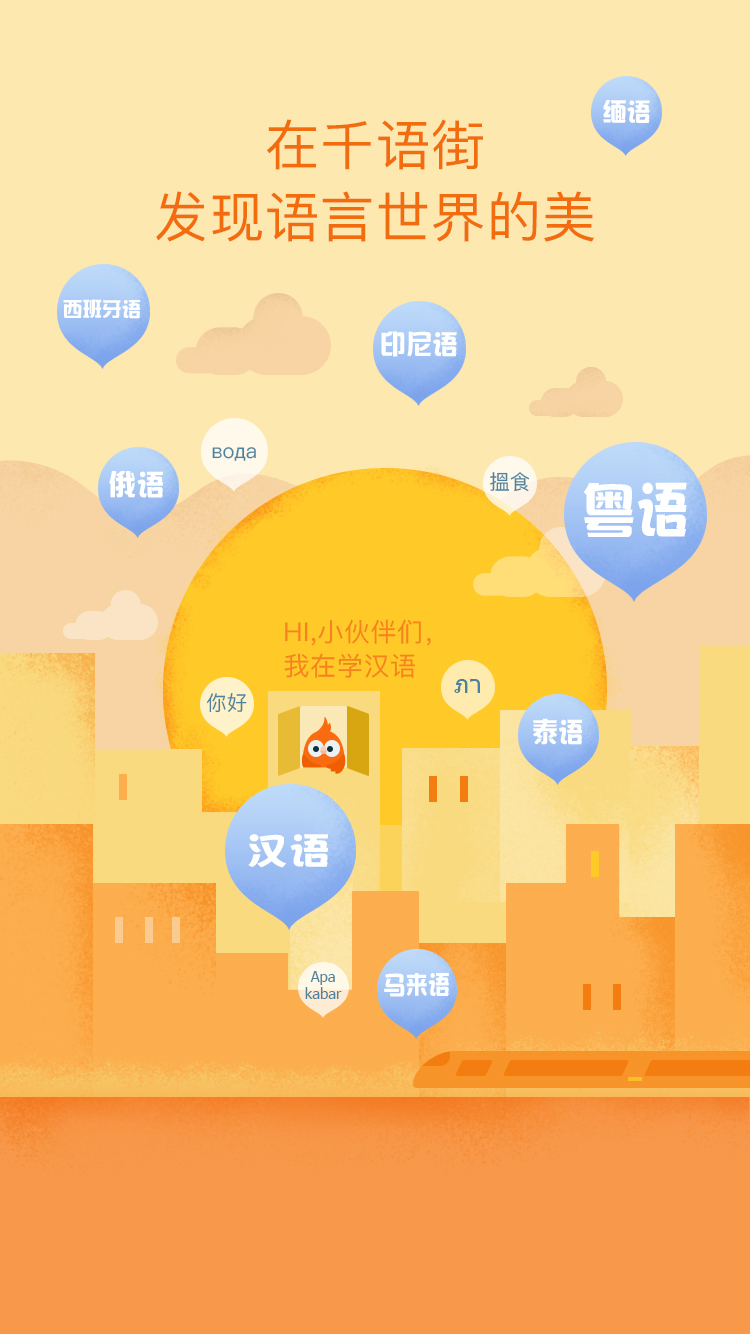 缅语
在千语街
发现语言世界的美
西班牙语
印尼语
вода
俄语
搵食
粤语
HI,小伙伴们,
我在学汉语
你好
ภา
泰语
汉语
Apa
kabar
马来语